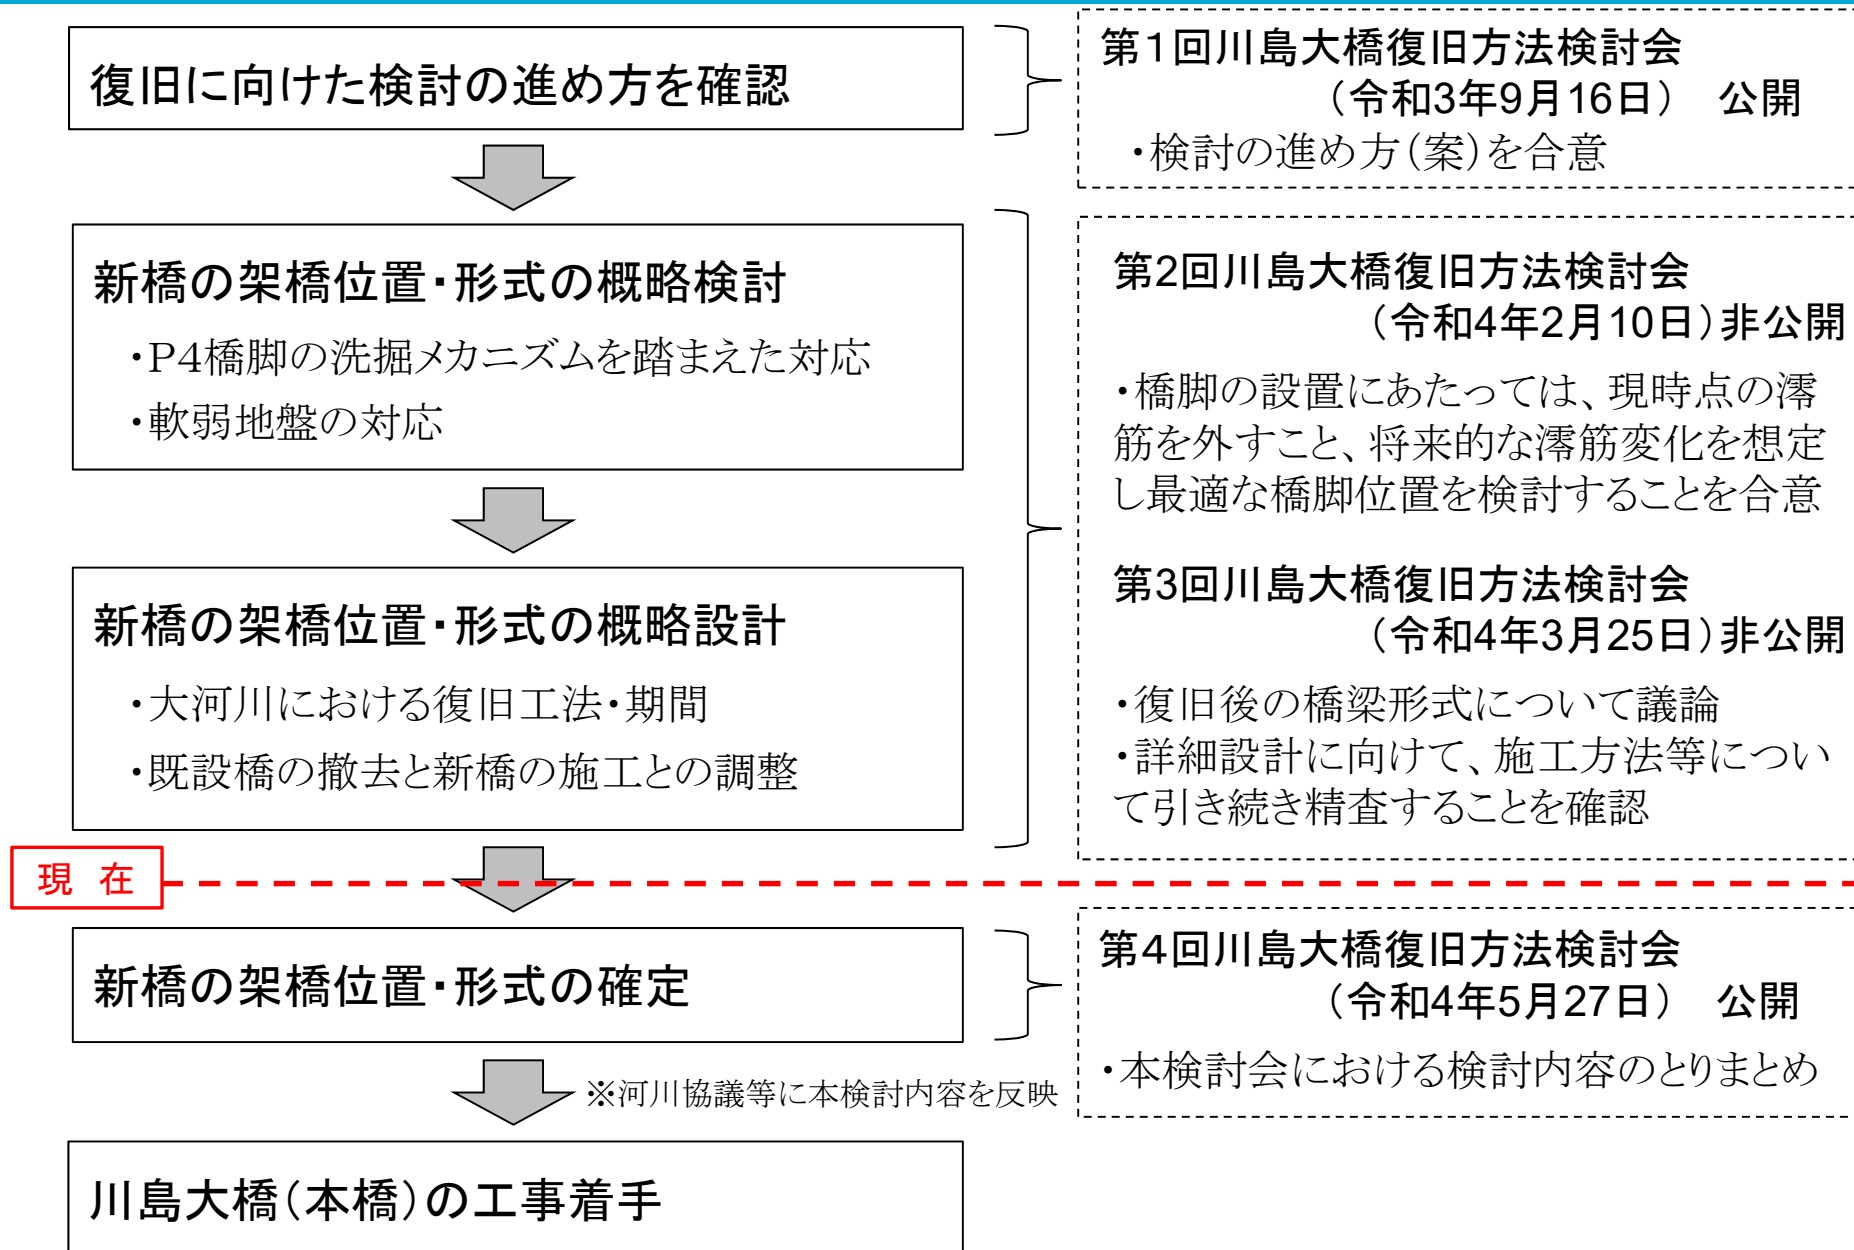 復旧に向けた検討の進め方を確認
第1回川島大橋復旧方法検討会
（令和3年9月16日）　公開
・検討の進め方（案）を合意
新橋の架橋位置・形式の概略検討
・P4橋脚の洗掘メカニズムを踏まえた対応
・軟弱地盤の対応
新橋の架橋位置・形式の概略設計
・大河川における復旧工法・期間
・既設橋の撤去と新橋の施工との調整
第2回川島大橋復旧方法検討会
（令和4年2月10日）非公開
・橋脚の設置にあたっては、現時点の澪
筋を外すこと、将来的な澪筋変化を想定
し最適な橋脚位置を検討することを合意
第3回川島大橋復旧方法検討会
（令和4年3月25日）非公開
・復旧後の橋梁形式について議論
・詳細設計に向けて、施工方法等につい
て引き続き精査することを確認
現 在
新橋の架橋位置・形式の確定
第4回川島大橋復旧方法検討会
（令和4年5月27日）　公開
・本検討会における検討内容のとりまとめ
※河川協議等に本検討内容を反映
川島大橋（本橋）の工事着手